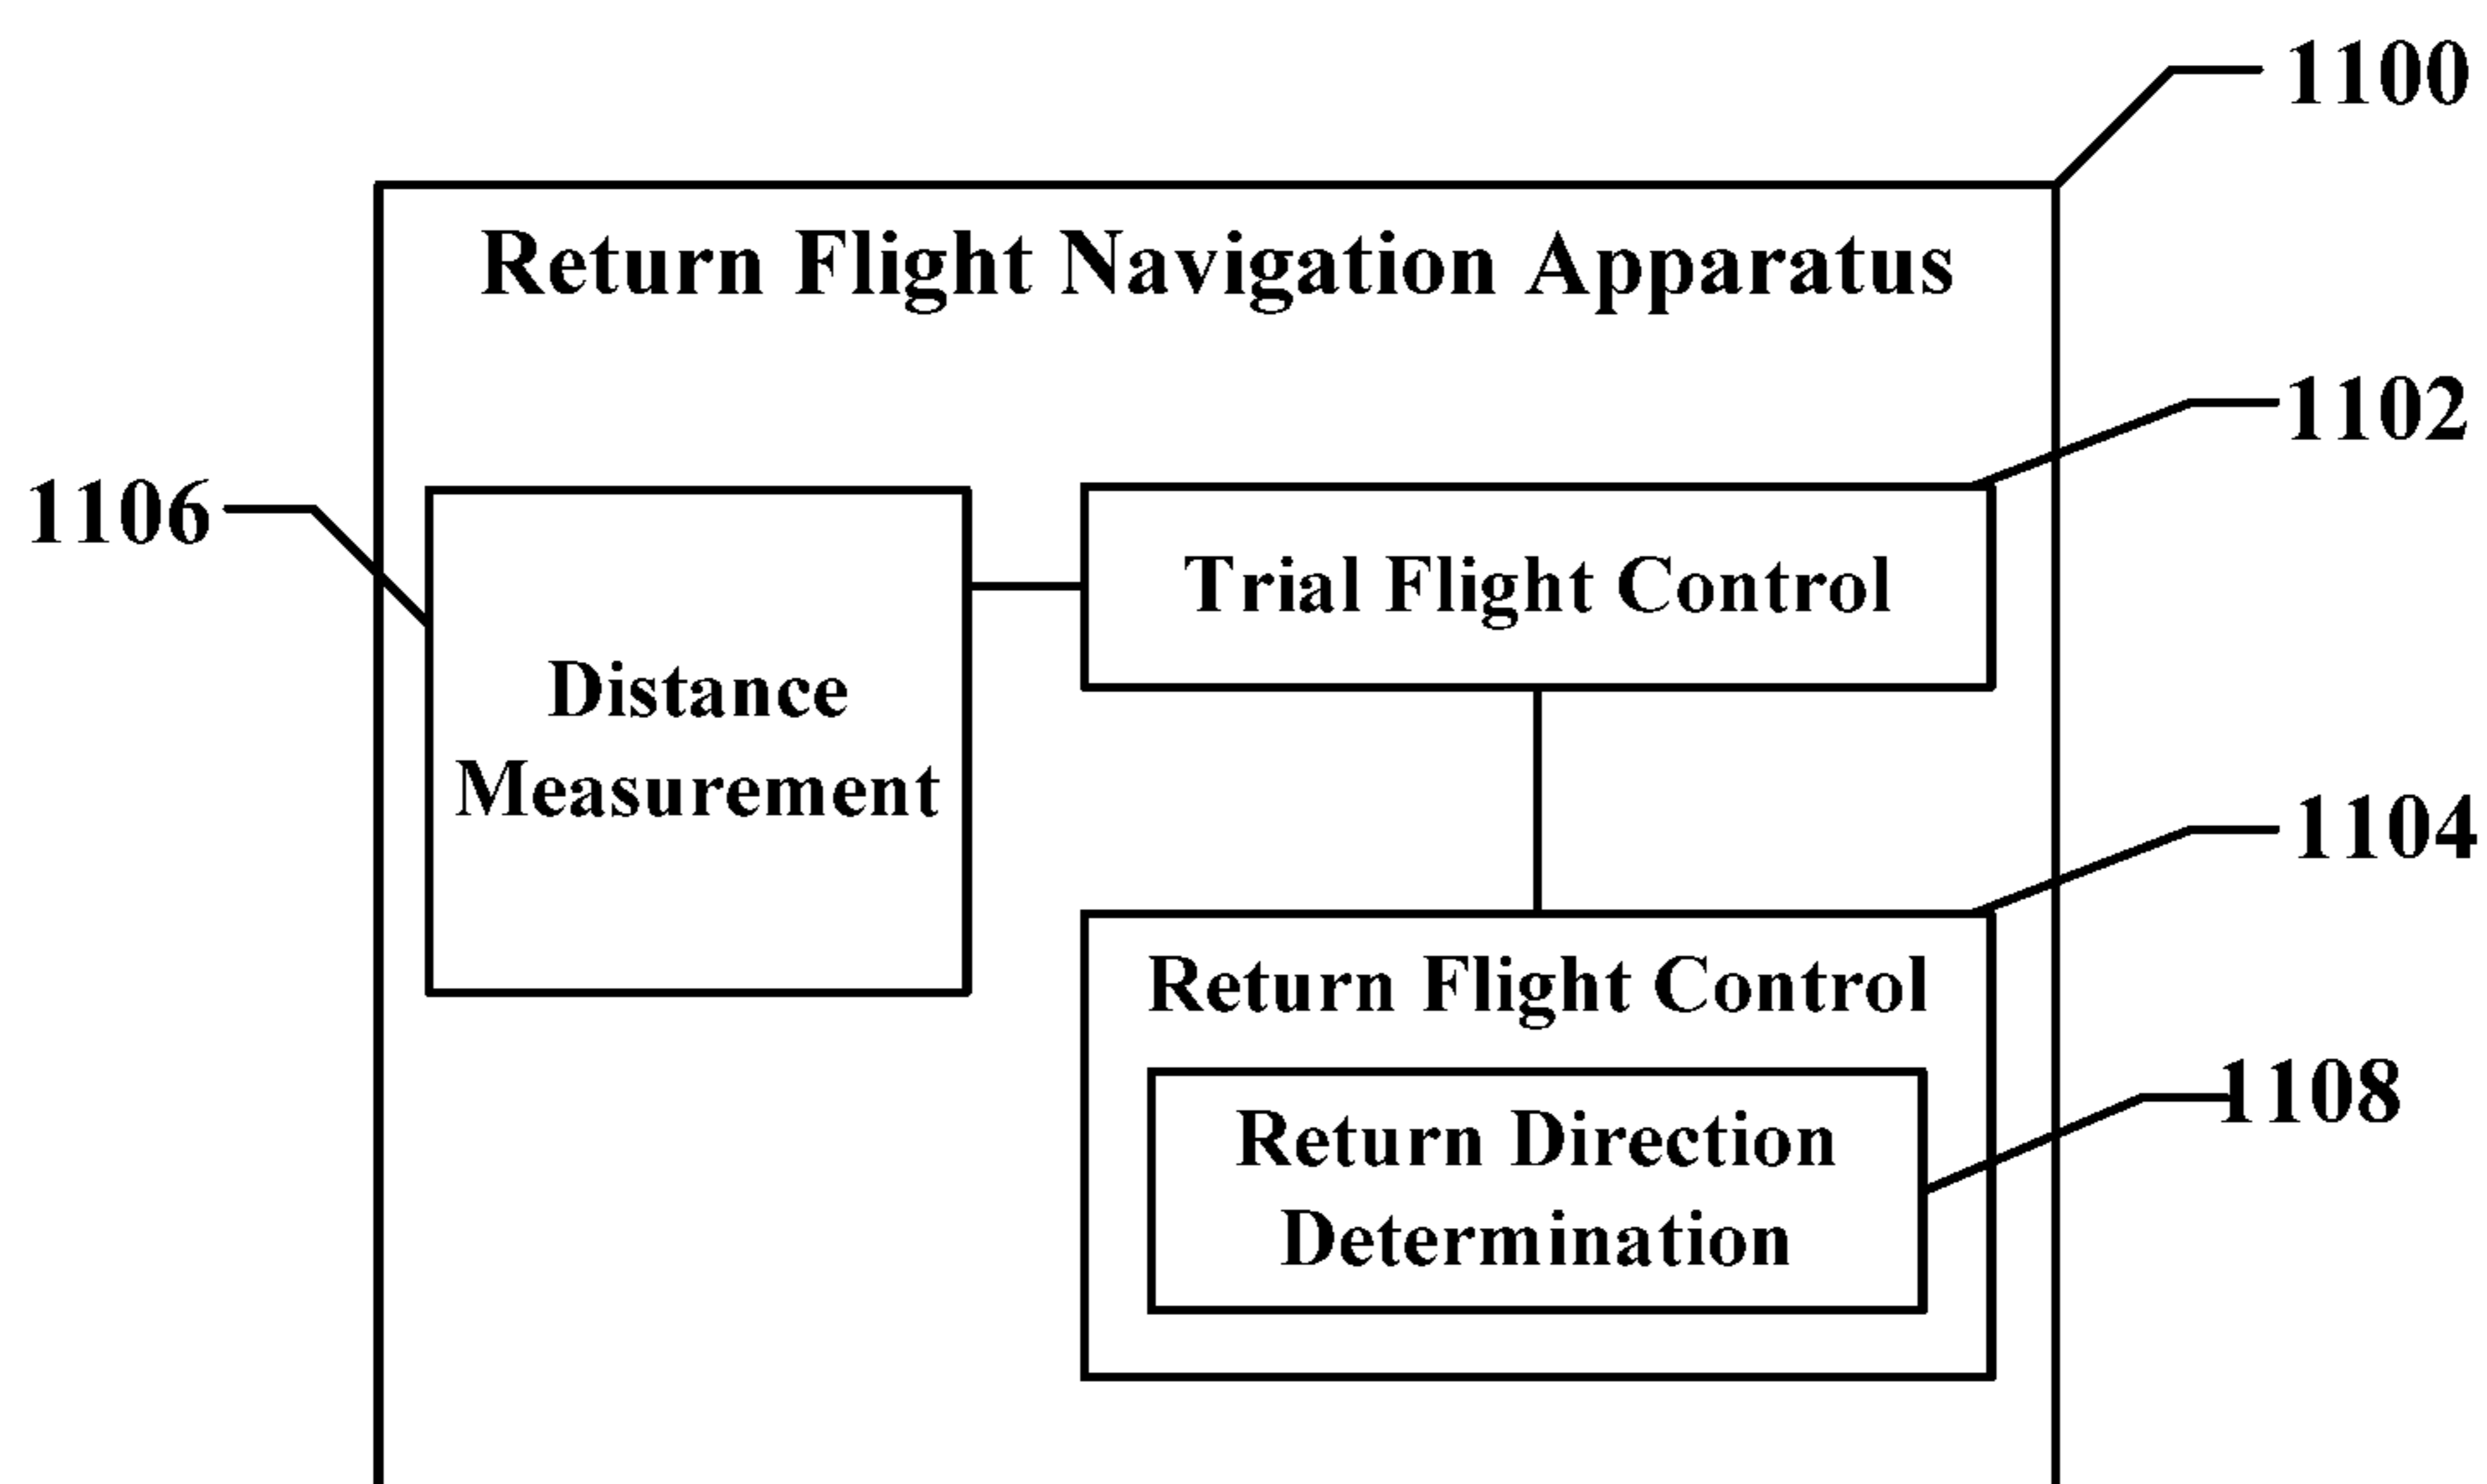 1100
Return Flight Navigation Apparatus
1102
1106
Trial Flight Control
Distance
Measurement
1104
Return Flight Control
1108
Return Direction
Determination